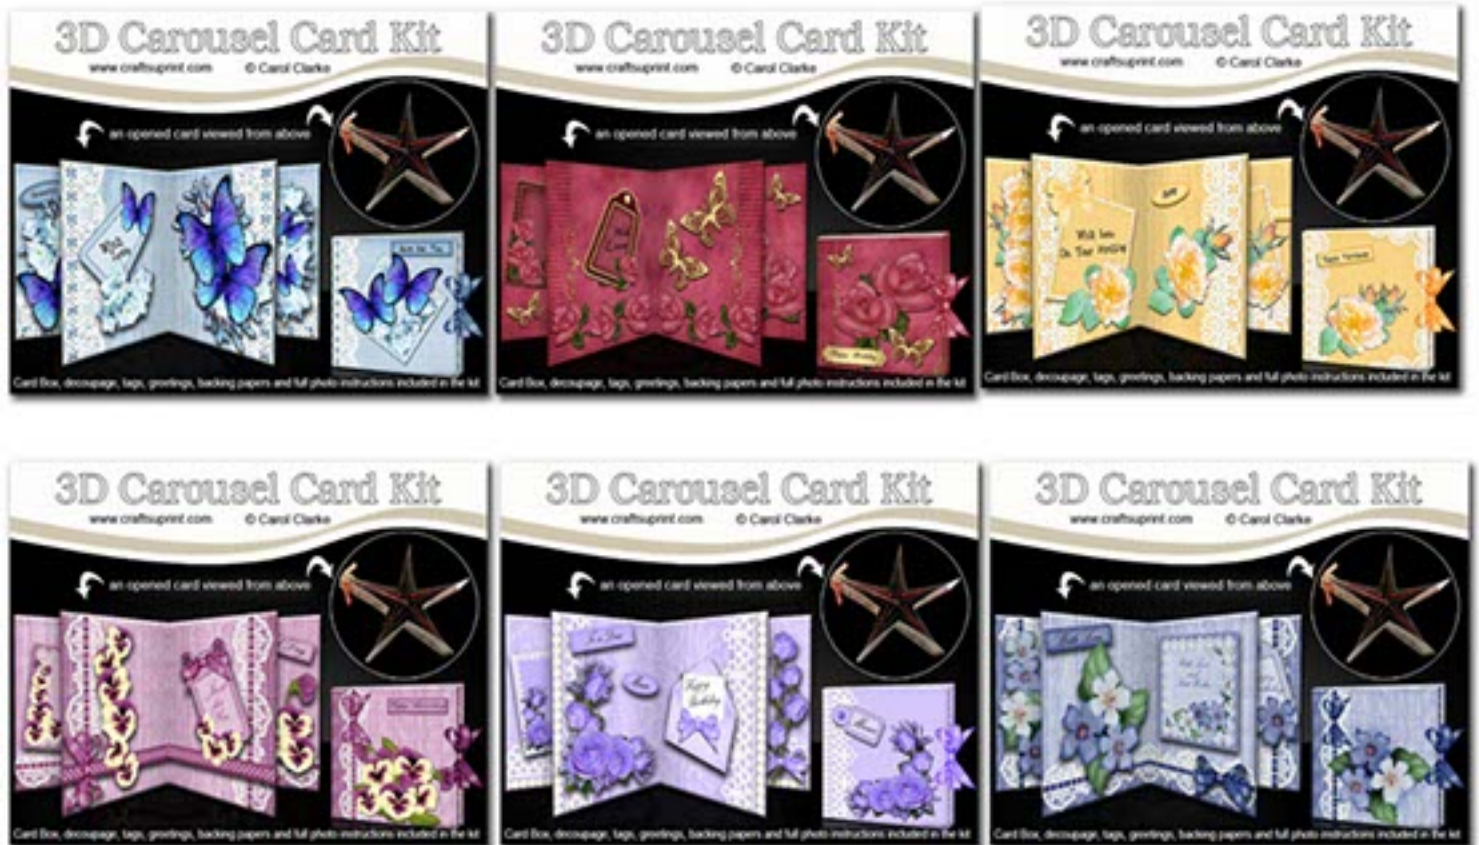 3D Carousel Card Kit
www.craftsuprint.com © Carol Clarke
an opened card viewed from above
Card Box, decoupage, tags, greetings, backing papers and full photo instructions included in the kit
3D Carousel Card Kit
www.craftsuprint.com © Carol Clarke
an opened card viewed from above
Card Box, decoupage, tags, greetings, backing papers and full photo instructions included in the kit
3D Carousel Card Kit
www.craftsuprint.com © Carol Clarke
an opened card viewed from above
With Love
On Your
Card Box, decoupage, tags, greetings, backing papers and full photo instructions included in the kit
3D Carousel Card Kit
www.craftsuprint.com © Carol Clarke
an opened card viewed from above
Card Box, decoupage, tags, greetings, backing papers and full photo instructions included in the kit
3D Carousel Card Kit
www.craftsuprint.com © Carol Clarke
an opened card viewed from above
Happy
Birthday
Card Box, decoupage, tags, greetings, backing papers and full photo instructions included in the kit
3D Carousel Card Kit
www.craftsuprint.com © Carol Clarke
an opened card viewed from above
Card Box, decoupage, tags, greetings, backing papers and full photo instructions included in the kit